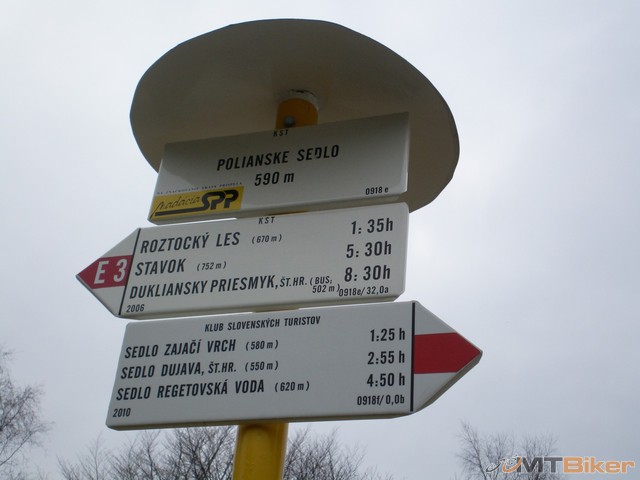 KST
POLIANSKE SEDLO
590 m
0918 e
nadácia SPP
KST
ROZTOCKÝ LES (670 m) 1:35h
E 3
STAVOK (752 m) 5:30h
DUKLIANSKY PRIESMYK, ŠT.HR. (BUS; 502 m) 8:30h
2006
0918e/32,0a
KLUB SLOVENSKÝCH TURISTOV
SEDLO ZAJAČÍ VRCH (580 m) 1:25 h
SEDLO DUJAVA, ŠT.HR. (550 m) 2:55 h
SEDLO REGETOVSKÁ VODA (620 m) 4:50 h
2010
0918f/0,0b
MTBiker